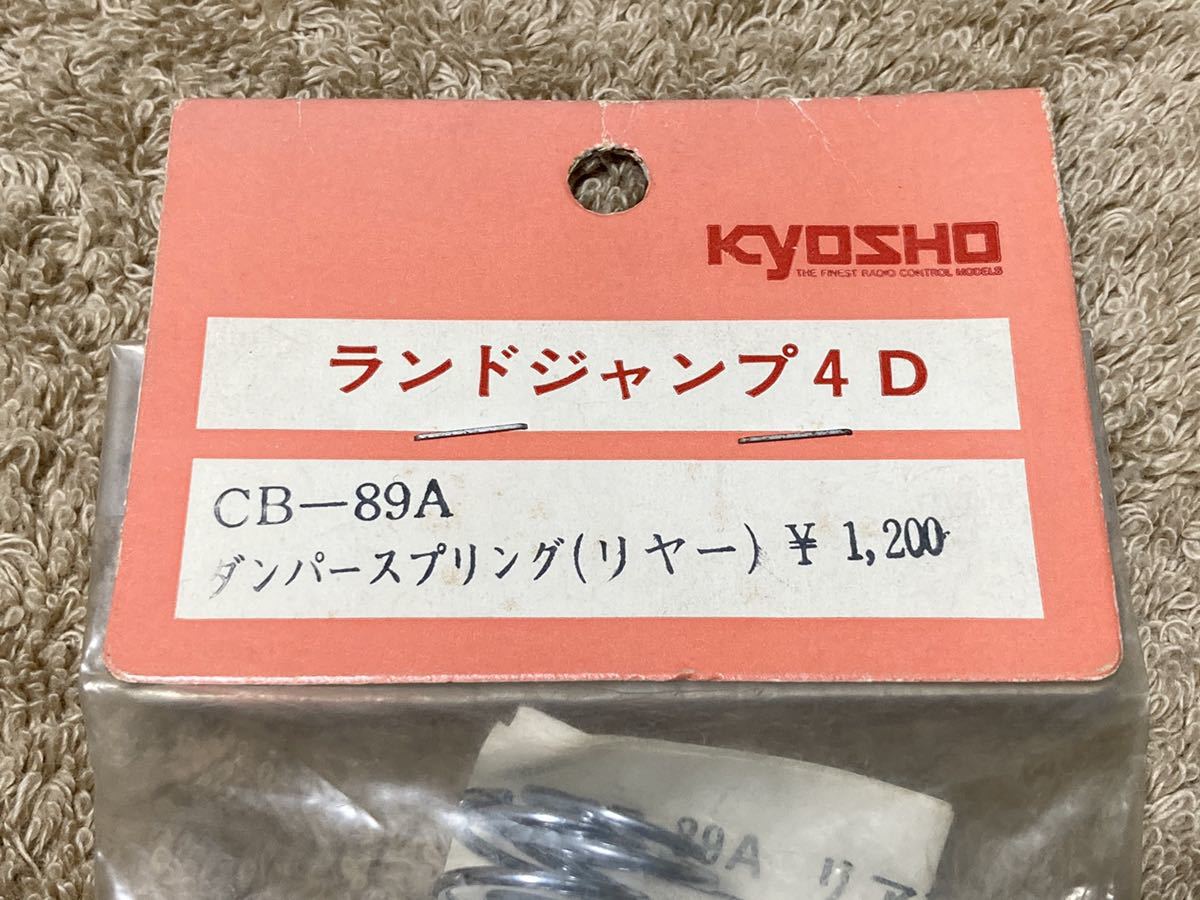 KYOSHO
THE FINEST RADIO CONTROL MODELS
ランドジャンプ4D
CB-89A
ダンパースプリング(リヤー) ¥1,200
89A リア